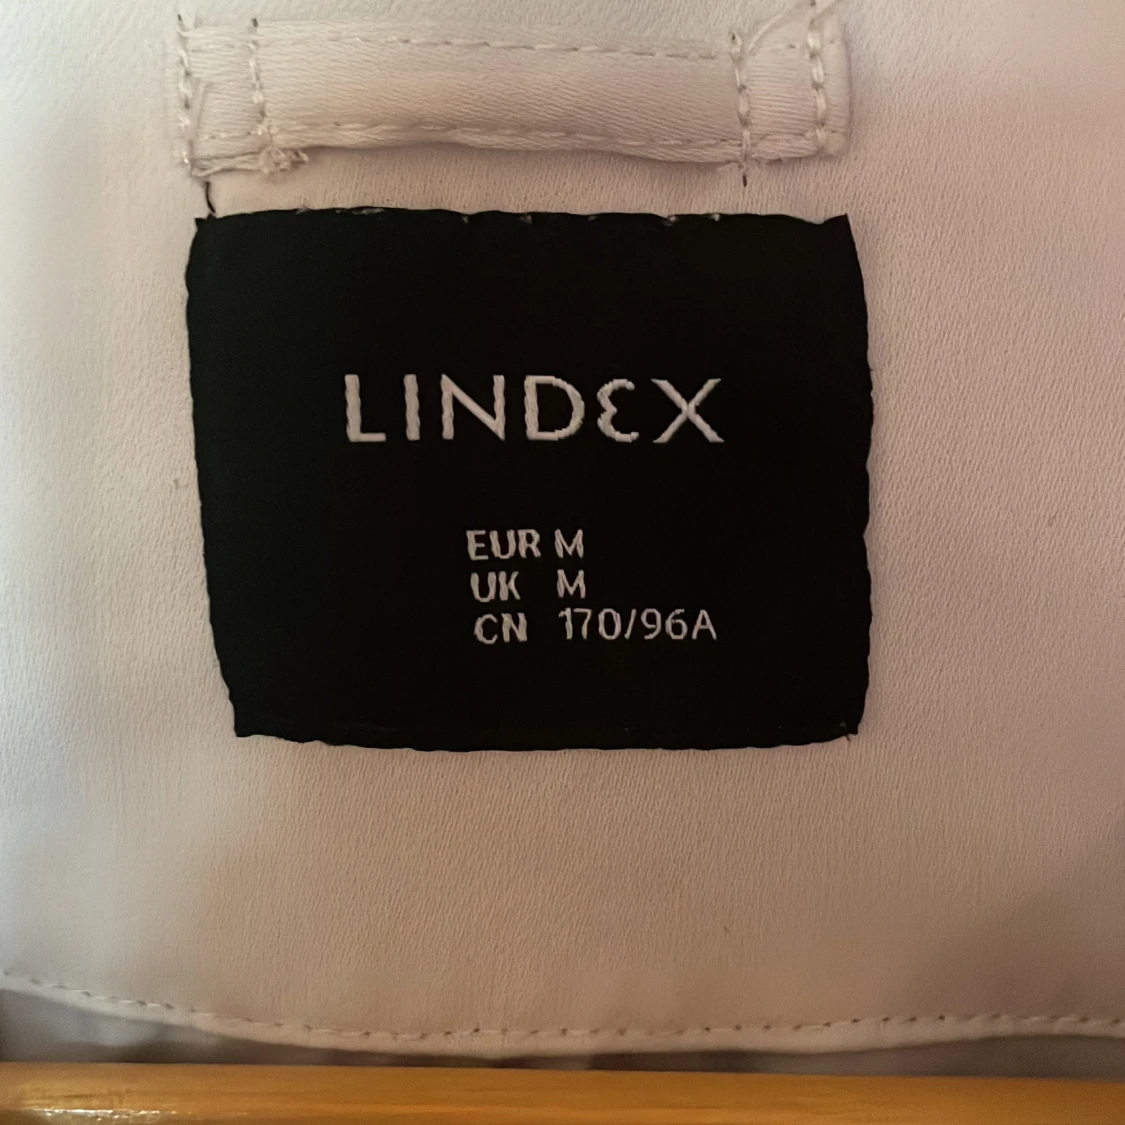 LINDEX
EUR M
UK M
CN 170/96A